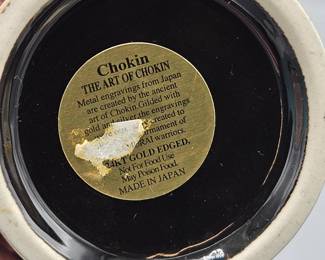 Chokin
THE ART OF CHOKIN
Metal engravings from Japan
are created by the ancient
art of Chokin. Gilded with
gold and silver, the engravings
created to
ornament of
warriors.
24KT GOLD EDGED.
Not For Food Use
May Poison Food.
MADE IN JAPAN